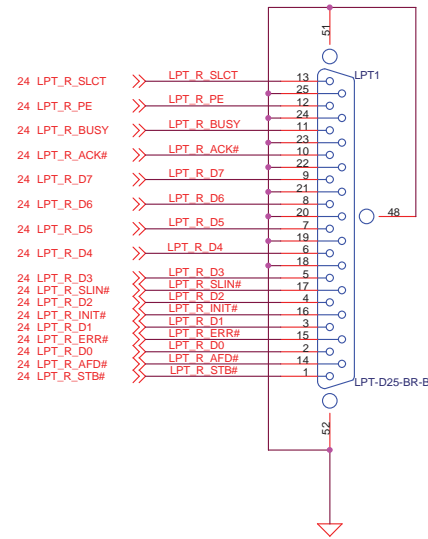 51
LPT1
24 LPT_R_SLCT LPT_R_SLCT 13
25
24 LPT_R_PE LPT_R_PE 12
24
24 LPT_R_BUSY LPT_R_BUSY 11
23
24 LPT_R_ACK# LPT_R_ACK# 10
22
24 LPT_R_D7 LPT_R_D7 9
21
24 LPT_R_D6 LPT_R_D6 8
20 48
24 LPT_R_D5 LPT_R_D5 7
19
24 LPT_R_D4 LPT_R_D4 6
18
24 LPT_R_D3 LPT_R_D3 5
24 LPT_R_SLIN# LPT_R_SLIN# 17
24 LPT_R_D2 LPT_R_D2 4
24 LPT_R_INIT# LPT_R_INIT# 16
24 LPT_R_D1 LPT_R_D1 3
24 LPT_R_ERR# LPT_R_ERR# 15
24 LPT_R_D0 LPT_R_D0 2
24 LPT_R_AFD# LPT_R_AFD# 14
24 LPT_R_STB# LPT_R_STB# 1
LPT-D25-BR-B
52